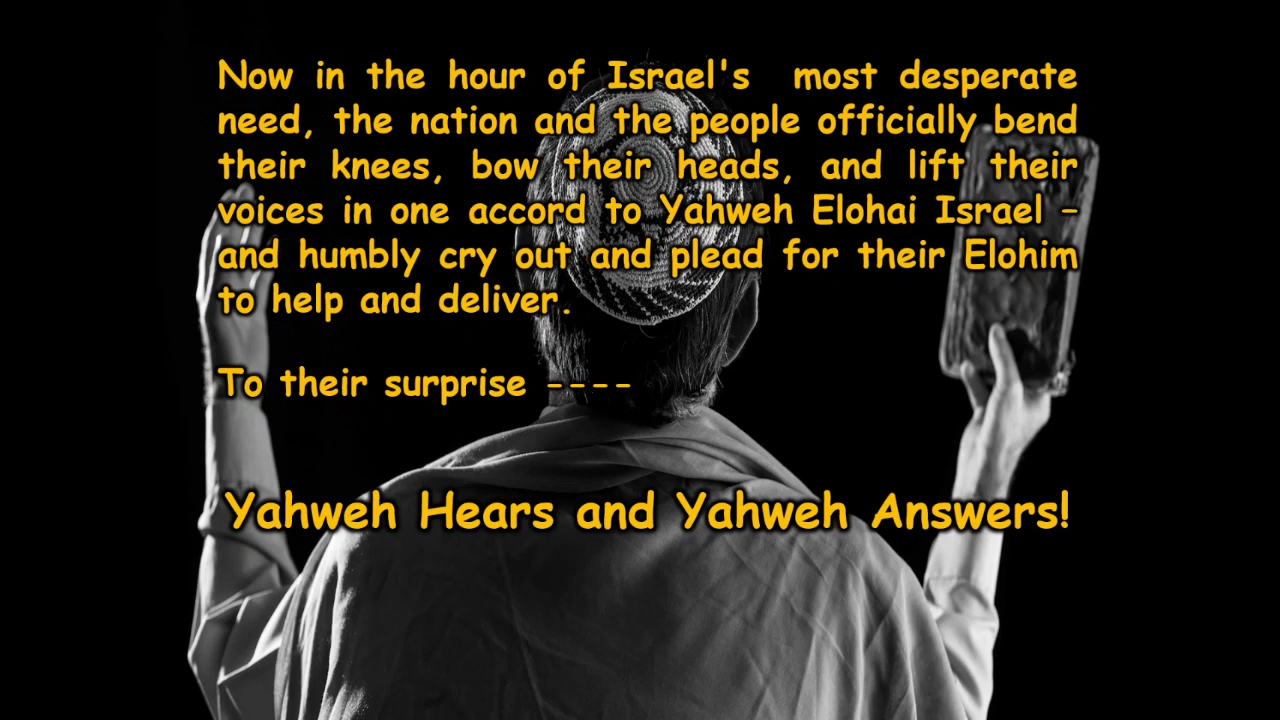 Now in the hour of Israel's most desperate
need, the nation and the people officially bend
their knees, bow their heads, and lift their
voices in one accord to Yahweh Elohai Israel –
and humbly cry out and plead for their Elohim
to help and deliver.
To their surprise ----
Yahweh Hears and Yahweh Answers!